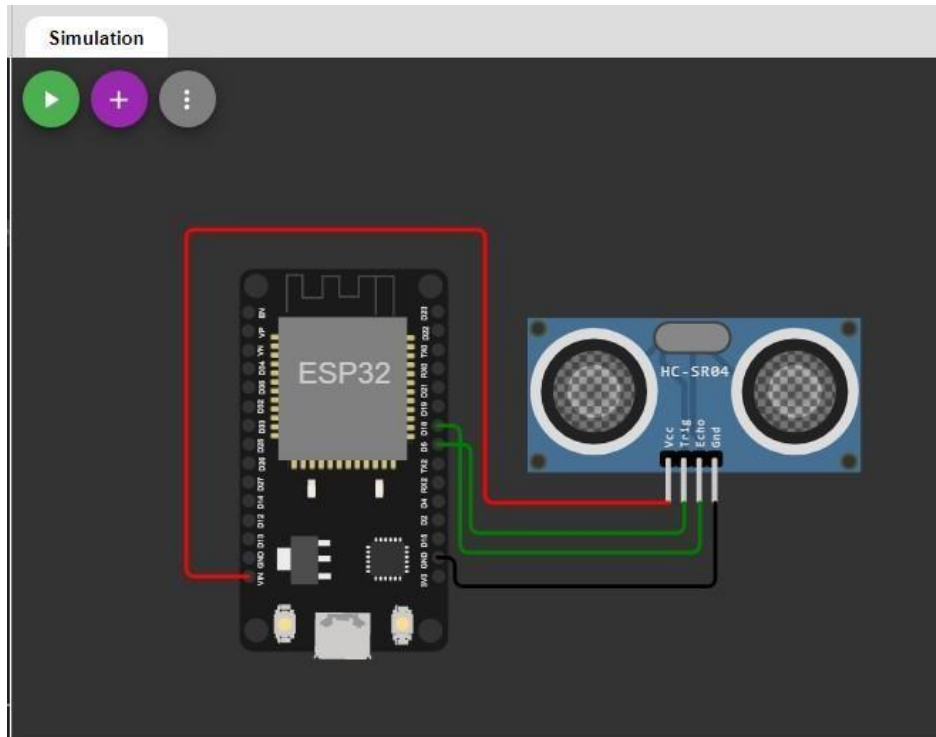 Simulation
ESP32
EN
VP
VN
D34
D35
D32
D33
D25
D26
D27
D14
D12
D13
GND
VIN
D23
D22
TX0
RX0
D21
D19
D18
D5
TX2
RX2
D4
D2
D15
GND
3V3
HC-SR04
Vcc
Trig
Echo
Gnd